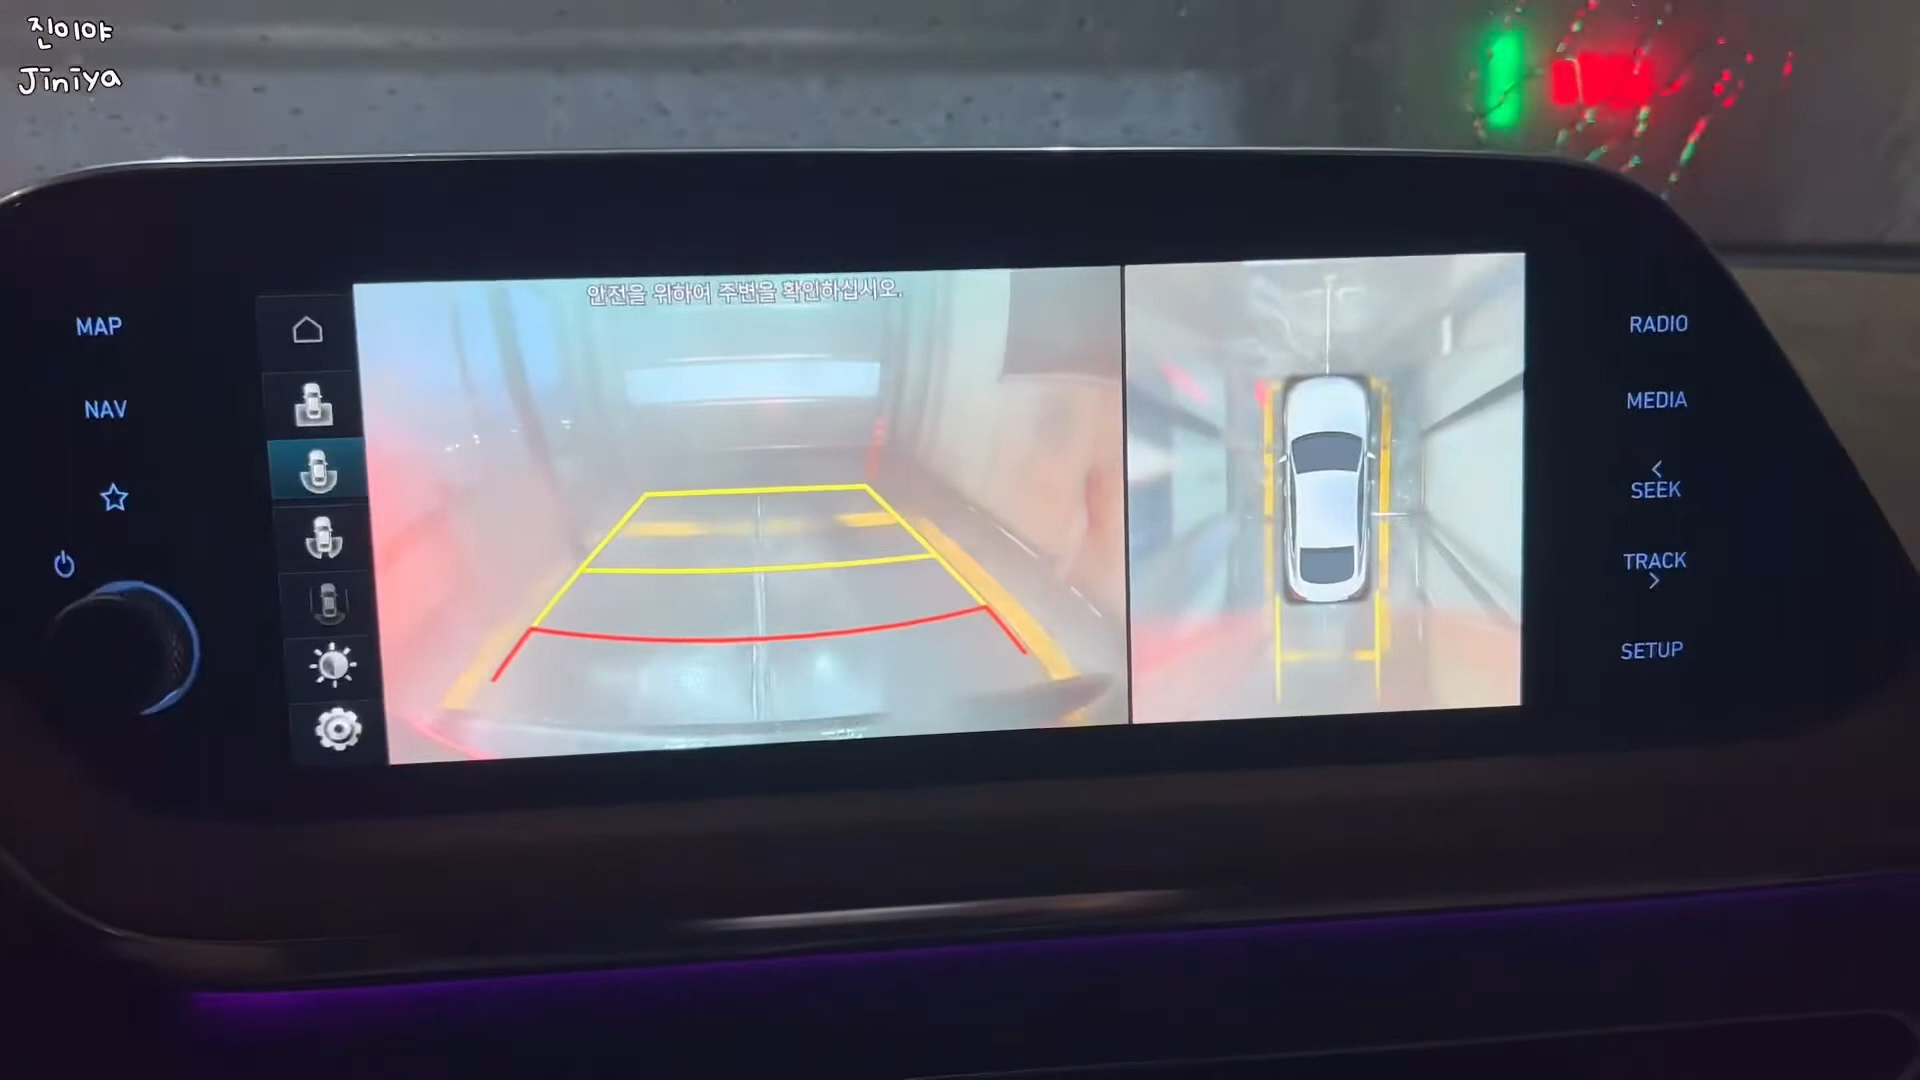 진이야
Jiniya
안전을 위하여 주변을 확인하십시오.
MAP
NAV
RADIO
MEDIA
SEEK
TRACK
SETUP